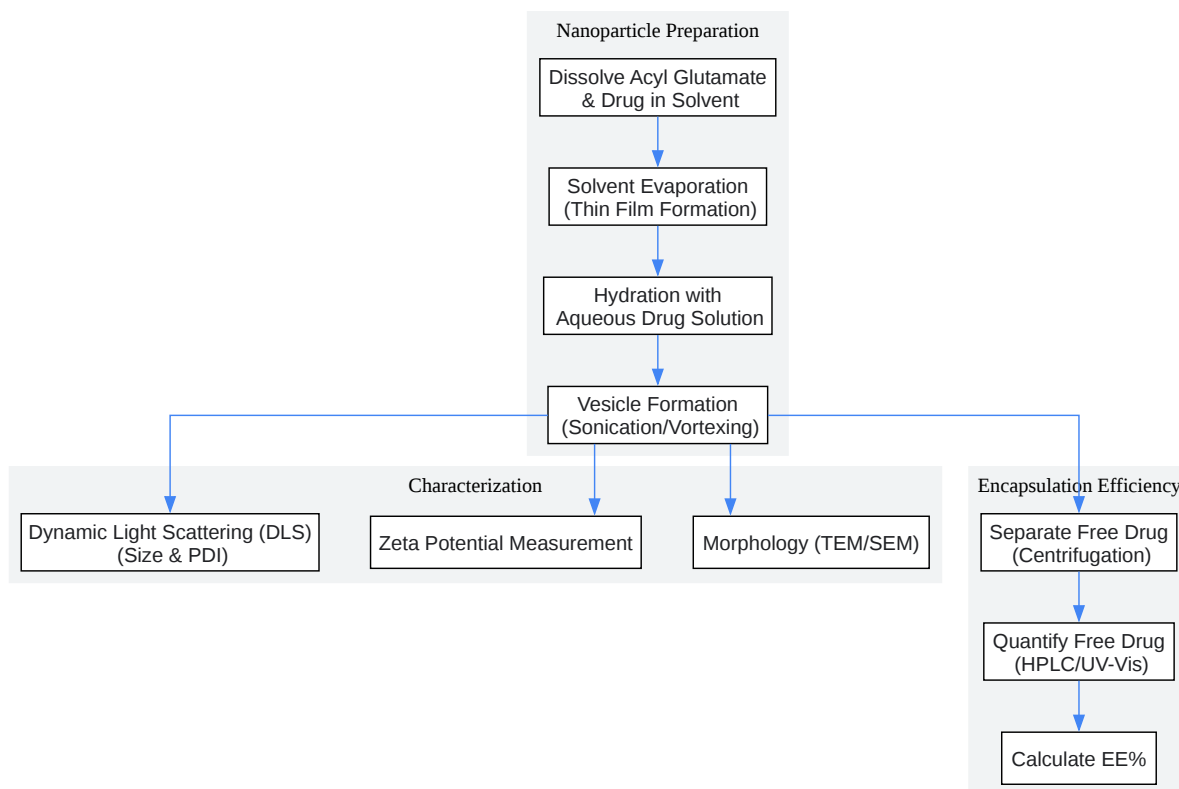 Nanoparticle Preparation
Dissolve Acyl Glutamate
& Drug in Solvent
Solvent Evaporation
(Thin Film Formation)
Hydration with
Aqueous Drug Solution
Vesicle Formation
(Sonication/Vortexing)
Characterization
Dynamic Light Scattering (DLS)
(Size & PDI)
Zeta Potential Measurement
Morphology (TEM/SEM)
Encapsulation Efficiency
Separate Free Drug
(Centrifugation)
Quantify Free Drug
(HPLC/UV-Vis)
Calculate EE%